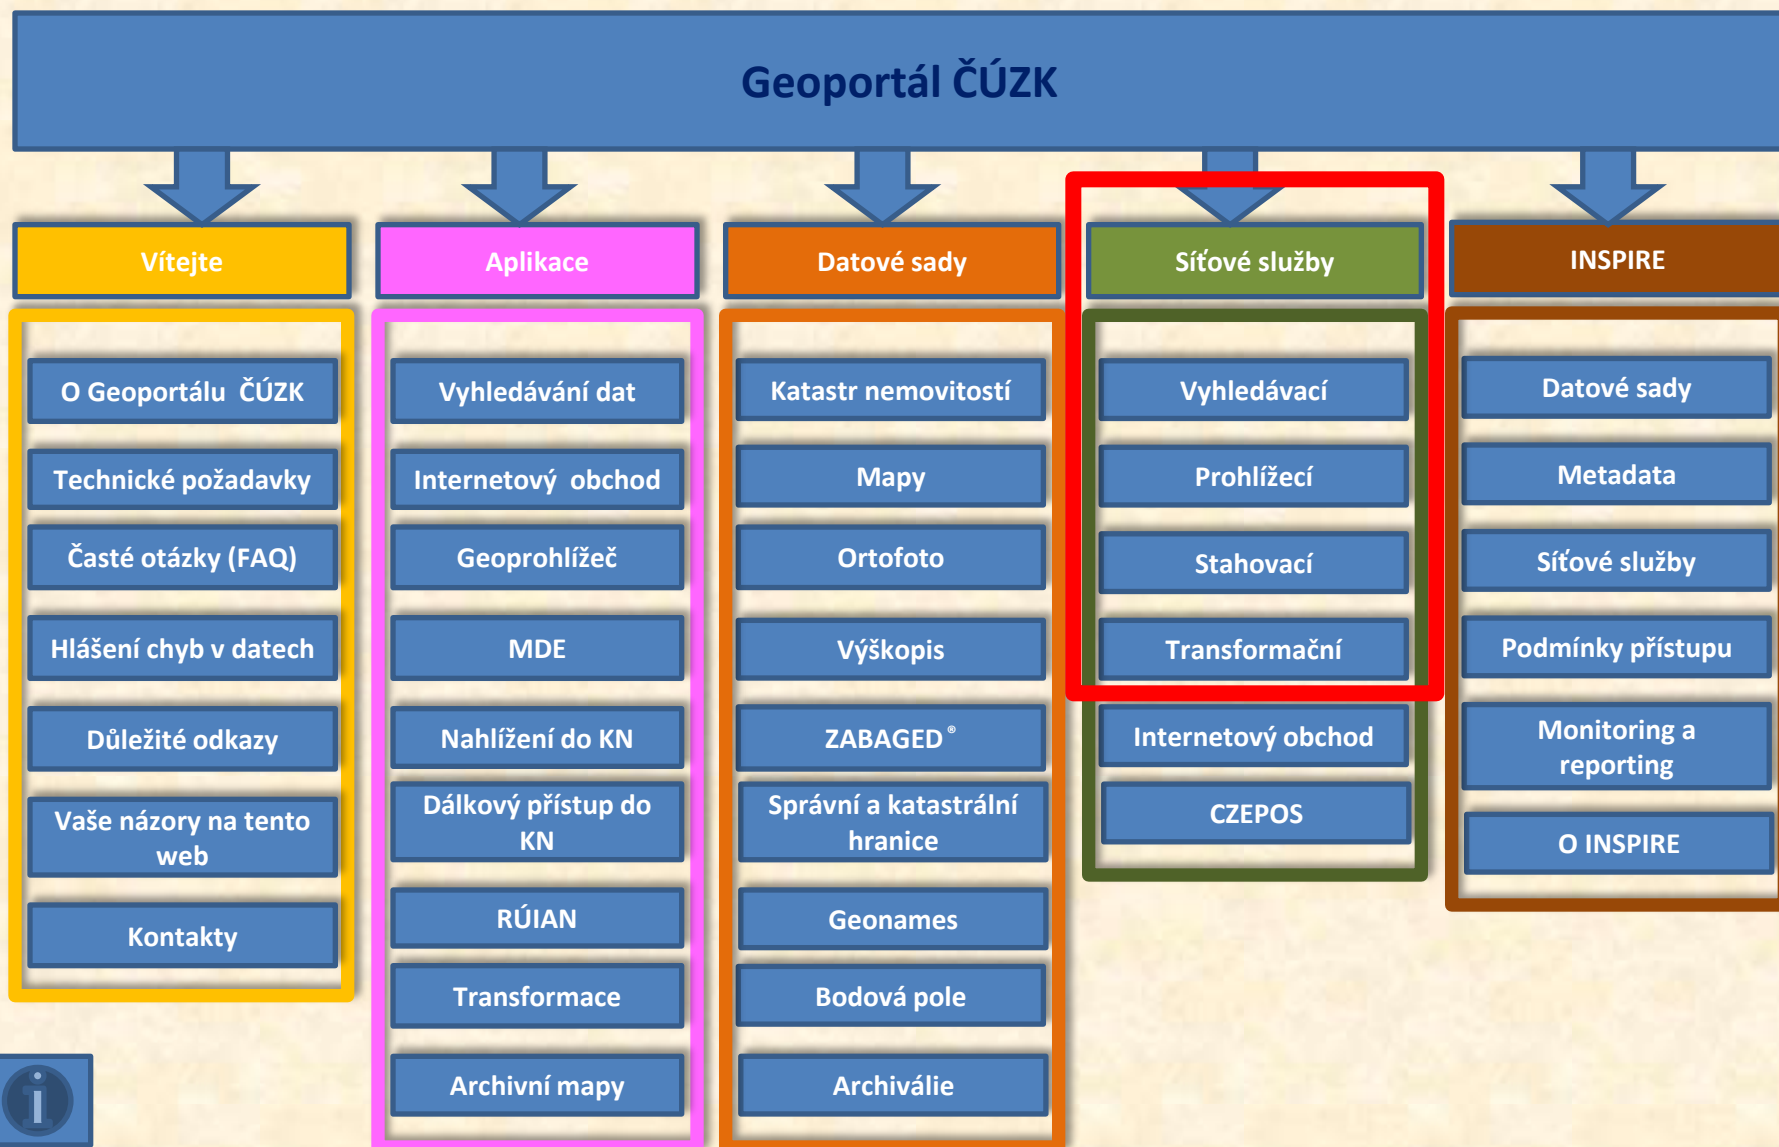 Geoportál ČÚZK
Vítejte
O Geoportálu ČÚZK
Technické požadavky
Časté otázky (FAQ)
Hlášení chyb v datech
Důležité odkazy
Vaše názory na tento
web
Kontakty
Aplikace
Vyhledávání dat
Internetový obchod
Geoprohlížeč
MDE
Nahlížení do KN
Dálkový přístup do
KN
RÚIAN
Transformace
Archivní mapy
Datové sady
Katastr nemovitostí
Mapy
Ortofoto
Výškopis
ZABAGED®
Správní a katastrální
hranice
Geonames
Bodová pole
Archiválie
Síťové služby
Vyhledávací
Prohlížecí
Stahovací
Transformační
Internetový obchod
CZEPOS
INSPIRE
Datové sady
Metadata
Síťové služby
Podmínky přístupu
Monitoring a
reporting
O INSPIRE
i